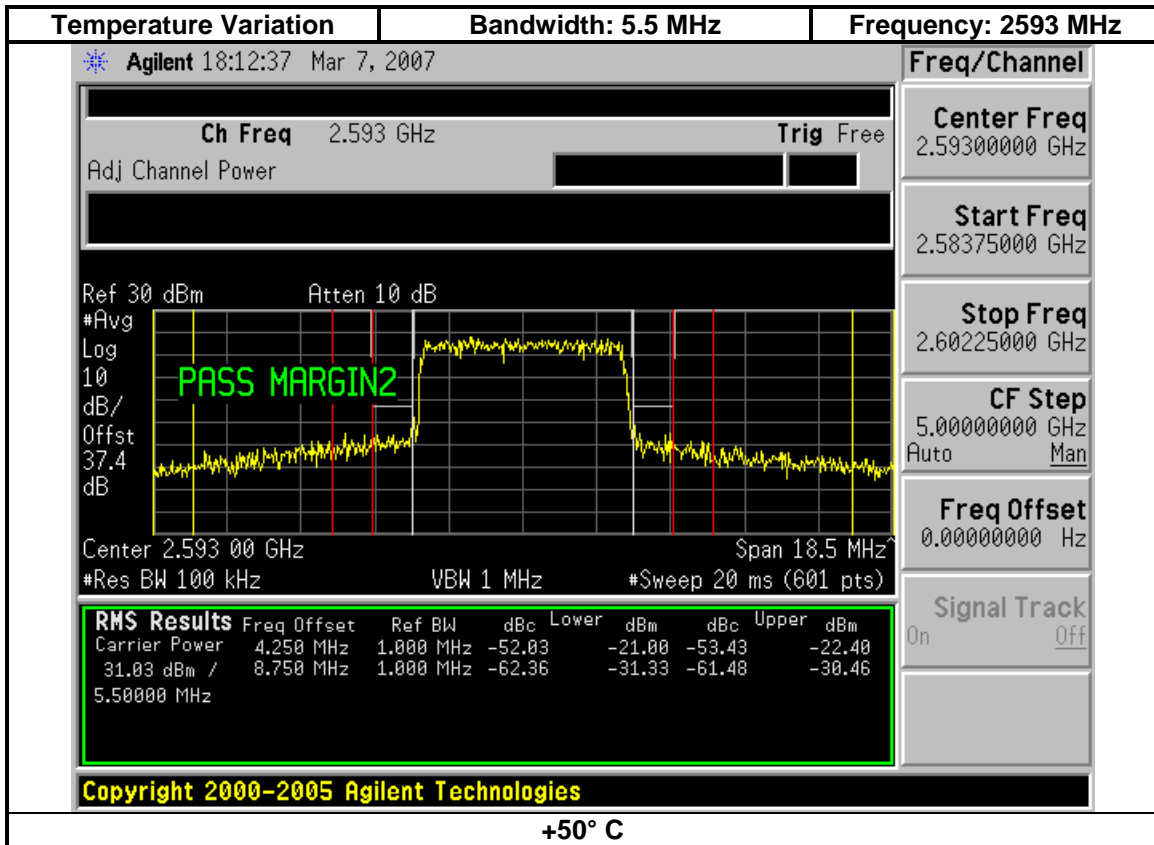 Temperature Variation Bandwidth: 5.5 MHz Frequency: 2593 MHz
Agilent 18:12:37 Mar 7, 2007 Freq/Channel
Ch Freq 2.593 GHz Trig Free
Adj Channel Power
Center Freq
2.59300000 GHz
Start Freq
2.58375000 GHz
Stop Freq
2.60225000 GHz
CF Step
5.00000000 GHz
Auto Man
Freq Offset
0.00000000 Hz
Signal Track
On Off
Ref 30 dBm Atten 10 dB
#Avg
Log
10
dB/
Offst
37.4
dB
PASS MARGIN2
Center 2.593 00 GHz Span 18.5 MHz^
#Res BW 100 kHz VBW 1 MHz #Sweep 20 ms (601 pts)
RMS Results Freq Offset Ref BW dBc Lower dBm dBc Upper dBm
Carrier Power 4.250 MHz 1.000 MHz -52.03 -21.00 -53.43 -22.40
31.03 dBm / 8.750 MHz 1.000 MHz -62.36 -31.33 -61.48 -30.46
5.50000 MHz
Copyright 2000-2005 Agilent Technologies
+50° C